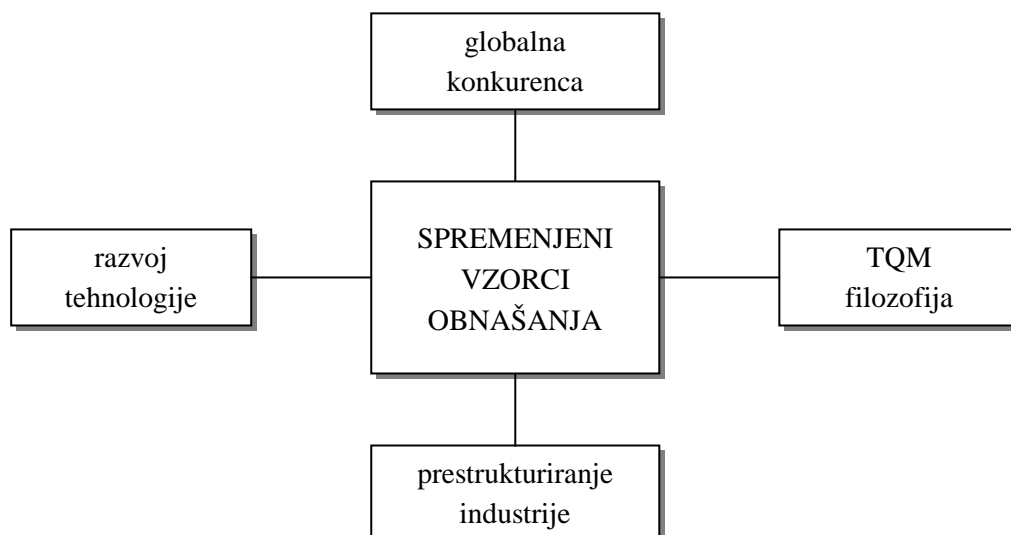 globalna
konkurenca
razvoj
tehnologije
SPREMENJENI
VZORCI
OBNAŠANJA
TQM
filozofija
prestrukturiranje
industrije